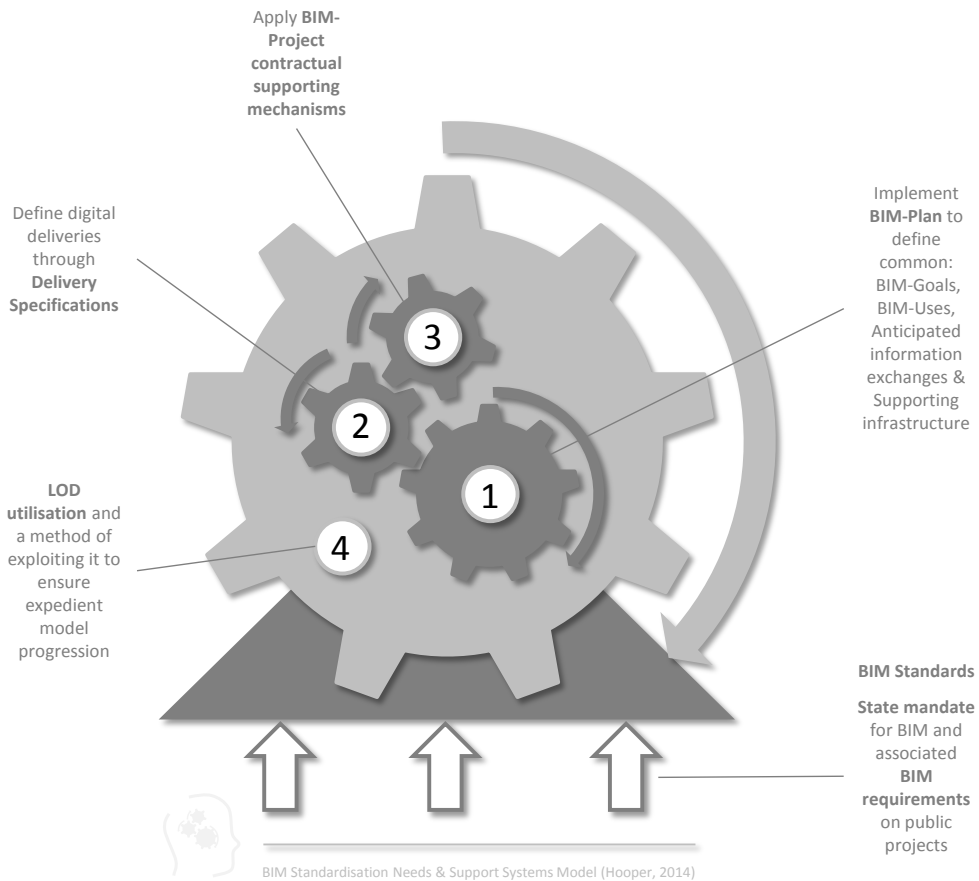 Apply BIM-
Project
contractual
supporting
mechanisms
Define digital
deliveries
through
Delivery
Specifications
Implement
BIM-Plan to
define
common:
BIM-Goals,
BIM-Uses,
Anticipated
information
exchanges &
Supporting
infrastructure
3
2
1
4
LOD
utilisation and
a method of
exploiting it to
ensure
expedient
model
progression
BIM Standards
State mandate
for BIM and
associated
BIM
requirements
on public
projects
BIM Standardisation Needs & Support Systems Model (Hooper, 2014)